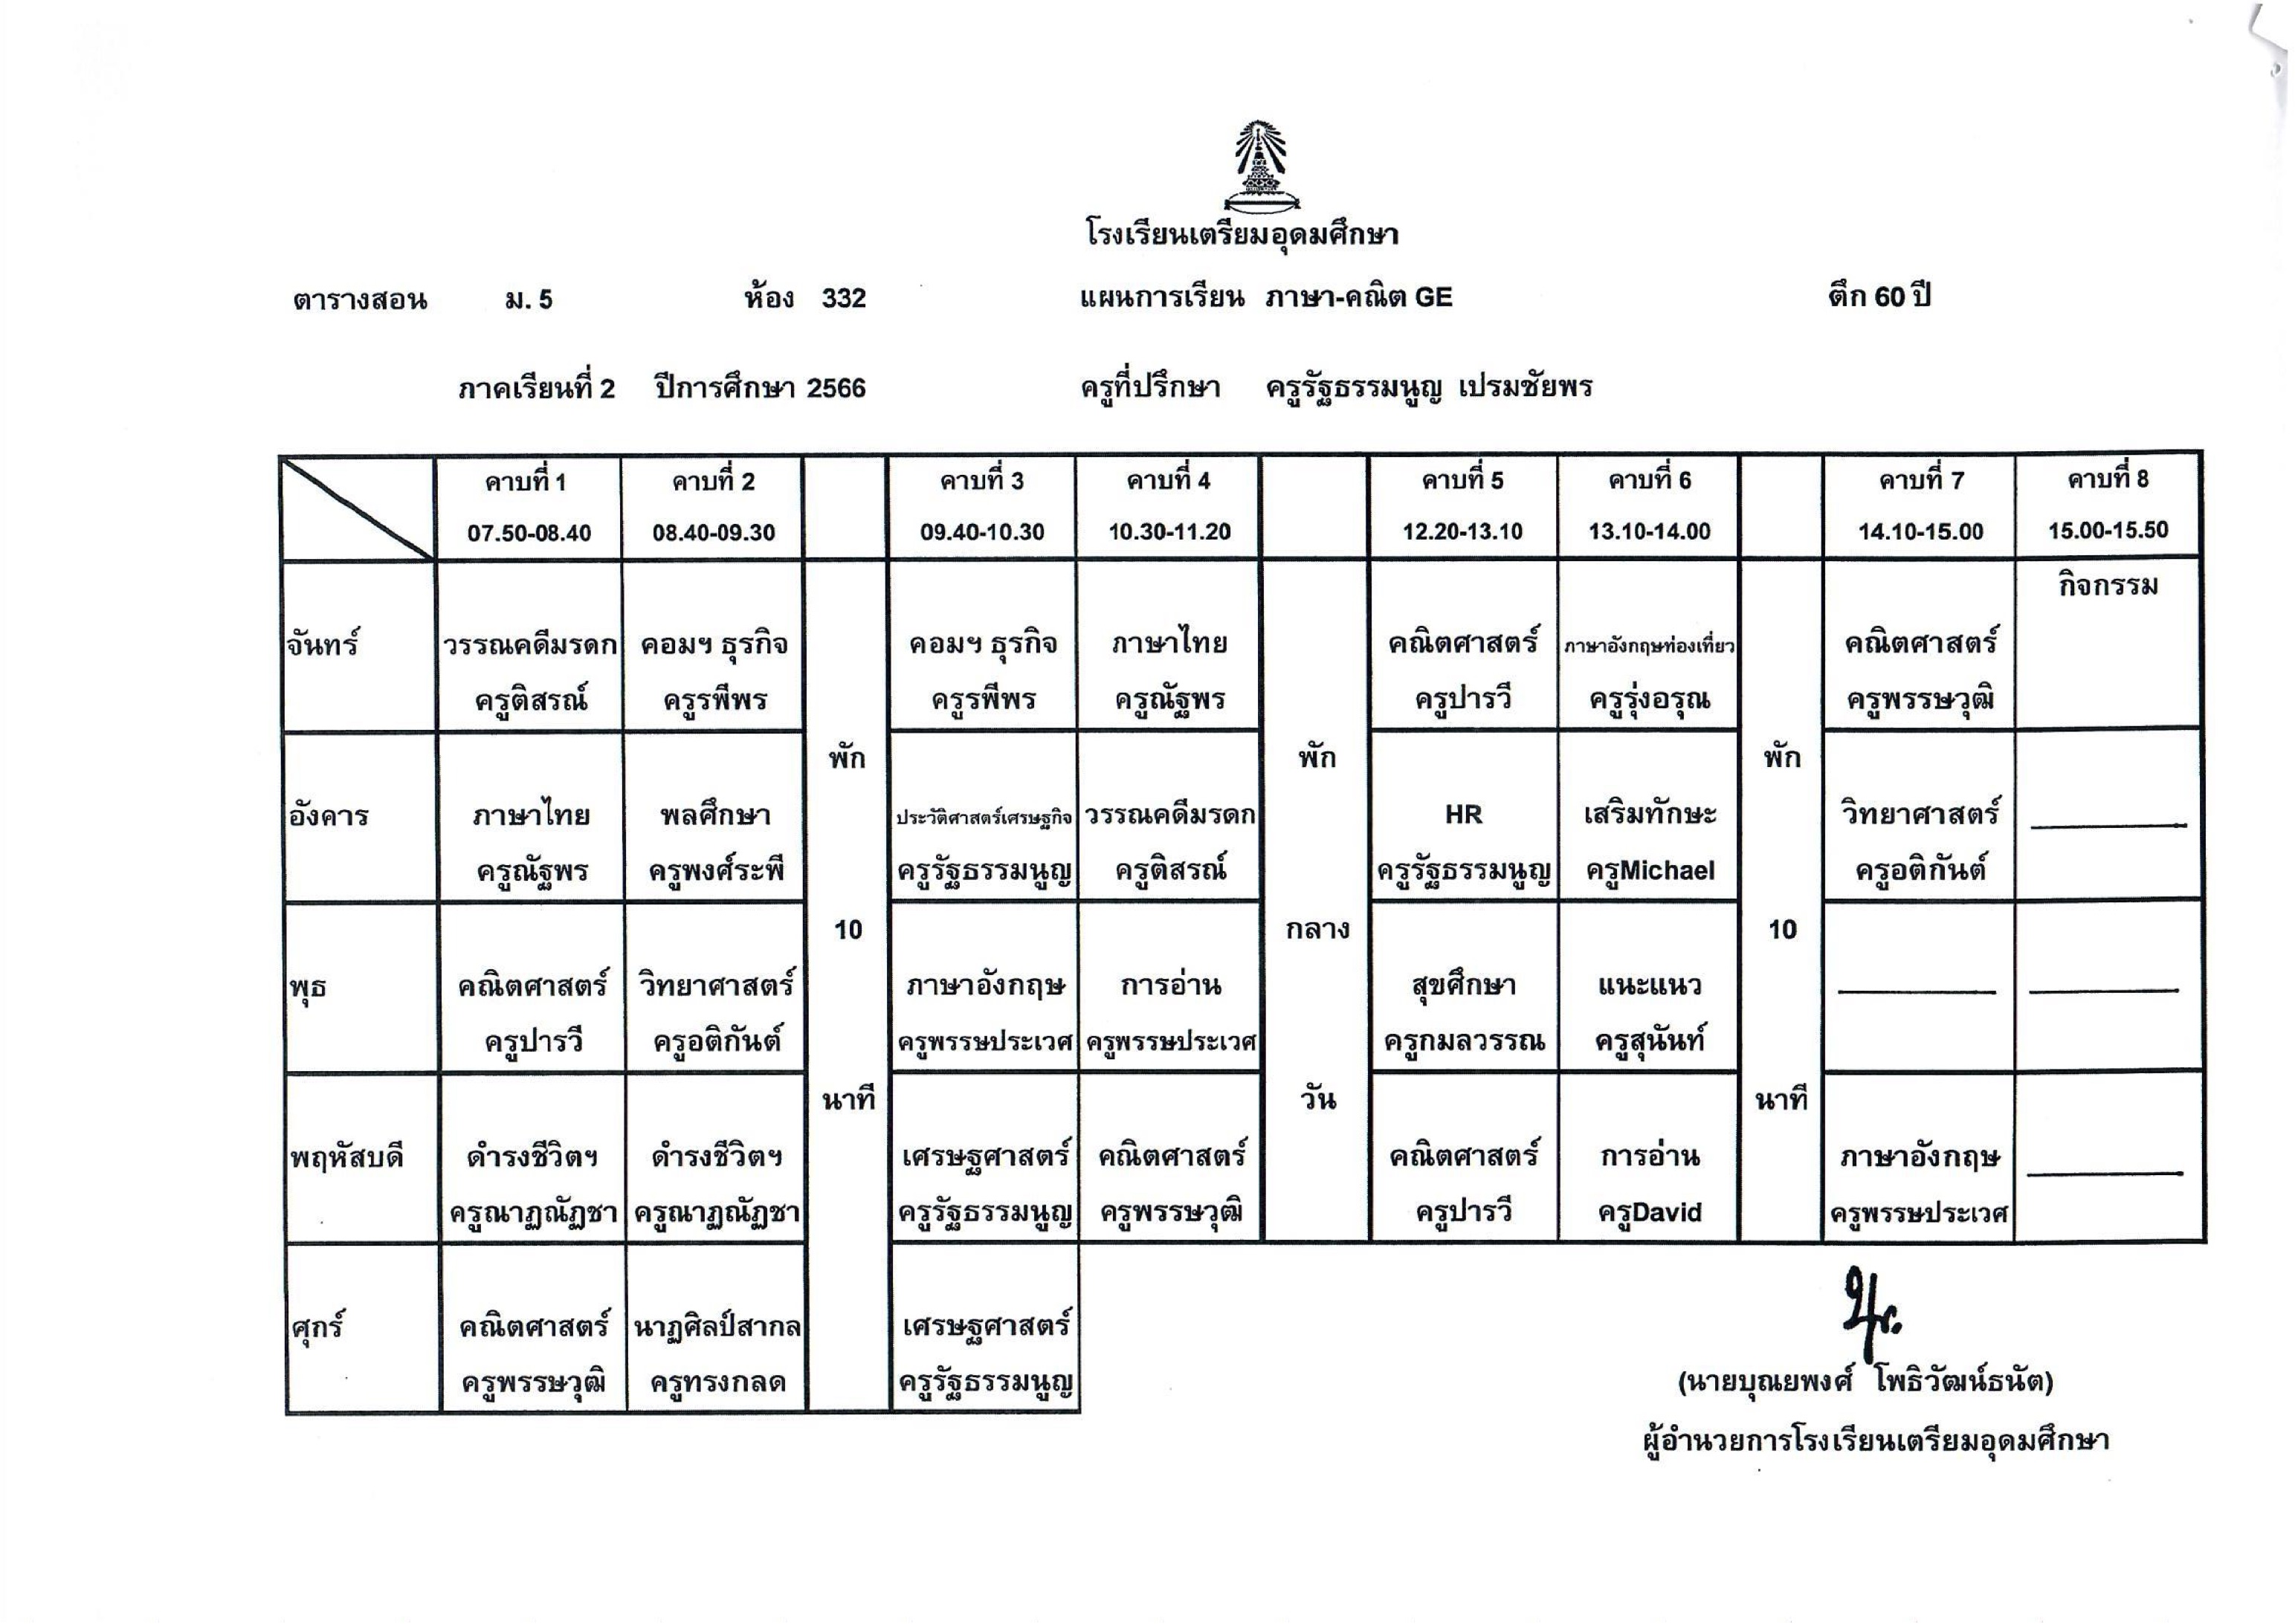 โรงเรียนเตรียมอุดมศึกษา
ตารางสอน ม. 5 ห้อง 332 แผนการเรียน ภาษา-คณิต GE ตึก 60 ปี
ภาคเรียนที่ 2 ปีการศึกษา 2566 ครูที่ปรึกษา ครูรัฐธรรมนูญ เปรมชัยพร
คาบที่ 1 คาบที่ 2 คาบที่ 3 คาบที่ 4 คาบที่ 5 คาบที่ 6 คาบที่ 7 คาบที่ 8
07.50-08.40 08.40-09.30 09.40-10.30 10.30-11.20 12.20-13.10 13.10-14.00 14.10-15.00 15.00-15.50
กิจกรรม
จันทร์ วรรณคดีมรดก คอมฯ ธุรกิจ คอมฯ ธุรกิจ ภาษาไทย คณิตศาสตร์ ภาษาอังกฤษท่องเที่ยว คณิตศาสตร์
ครูติสรณ์ ครูรพีพร ครูรพีพร ครูณัฐพร ครูปารวี ครูรุ่งอรุณ ครูพรรษวุฒิ
พัก พัก พัก
อังคาร ภาษาไทย พลศึกษา ประวัติศาสตร์เศรษฐกิจ วรรณคดีมรดก HR เสริมทักษะ วิทยาศาสตร์
ครูณัฐพร ครูพงศ์ระพี ครูรัฐธรรมนูญ ครูติสรณ์ ครูรัฐธรรมนูญ ครูMichael ครูอติกันต์
10 กลาง 10
พุธ คณิตศาสตร์ วิทยาศาสตร์ ภาษาอังกฤษ การอ่าน สุขศึกษา แนะแนว
ครูปารวี ครูอติกันต์ ครูพรรษประเวศ ครูพรรษประเวศ ครูกมลวรรณ ครูสุนันท์
นาที วัน นาที
พฤหัสบดี ดำรงชีวิตฯ ดำรงชีวิตฯ เศรษฐศาสตร์ คณิตศาสตร์ คณิตศาสตร์ การอ่าน ภาษาอังกฤษ
ครูณาฏณัฏชา ครูณาฏณัฏชา ครูรัฐธรรมนูญ ครูพรรษวุฒิ ครูปารวี ครูDavid ครูพรรษประเวศ
ศุกร์ คณิตศาสตร์ นาฏศิลป์สากล เศรษฐศาสตร์
ครูพรรษวุฒิ ครูทรงกลด ครูรัฐธรรมนูญ
(นายบุณยพงศ์ โพธิวัฒน์ธนัต)
ผู้อำนวยการโรงเรียนเตรียมอุดมศึกษา